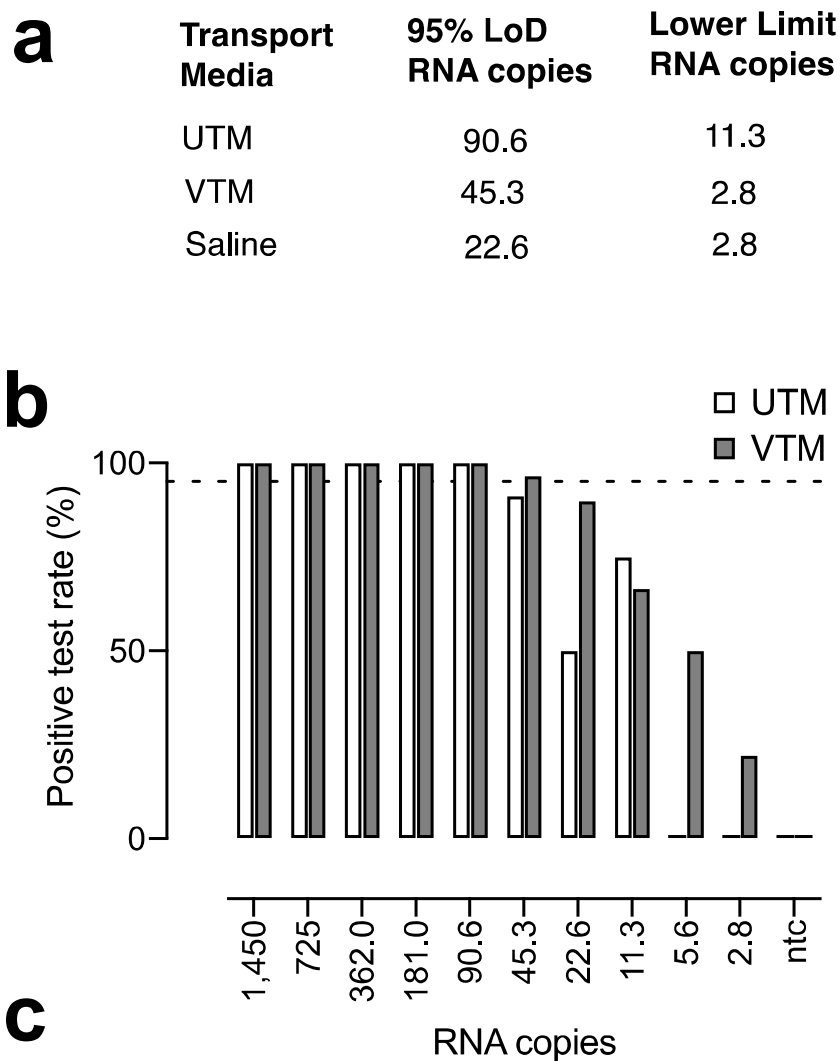 a
Transport Media
95% LoD RNA copies
Lower Limit RNA copies
UTM 90.6 11.3
VTM 45.3 2.8
Saline 22.6 2.8
b
UTM
VTM
Positive test rate (%)
100
50
0
1,450
725
362.0
181.0
90.6
45.3
22.6
11.3
5.6
2.8
ntc
RNA copies
c